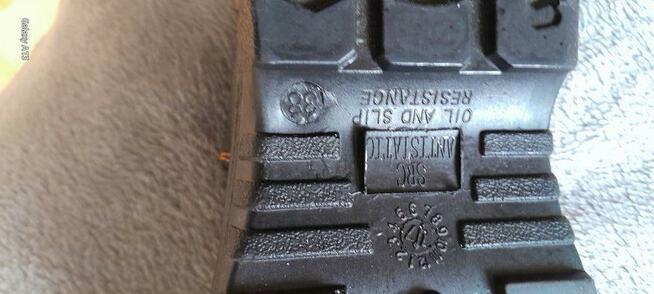 SRC
ANTISTATIC
OIL AND SLIP
RESISTANCE
Galaxy A13